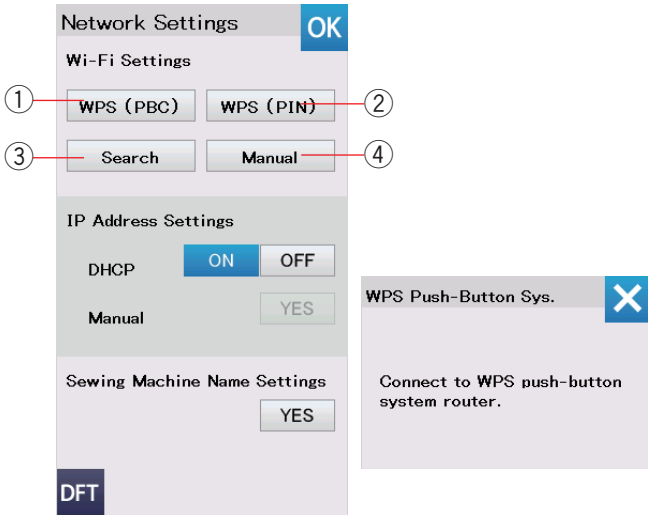 Network Settings
OK
Wi-Fi Settings
① WPS (PBC) WPS (PIN) ②
③ Search Manual ④
IP Address Settings
DHCP ON OFF
Manual YES
Sewing Machine Name Settings
YES
DFT
WPS Push-Button Sys.
Connect to WPS push-button
system router.